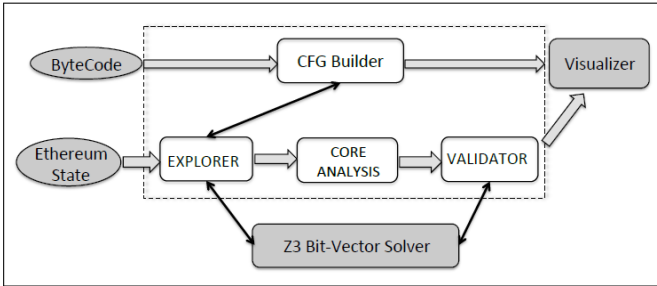 ByteCode
CFG Builder
Visualizer
Ethereum
State
EXPLORER
CORE
ANALYSIS
VALIDATOR
Z3 Bit-Vector Solver